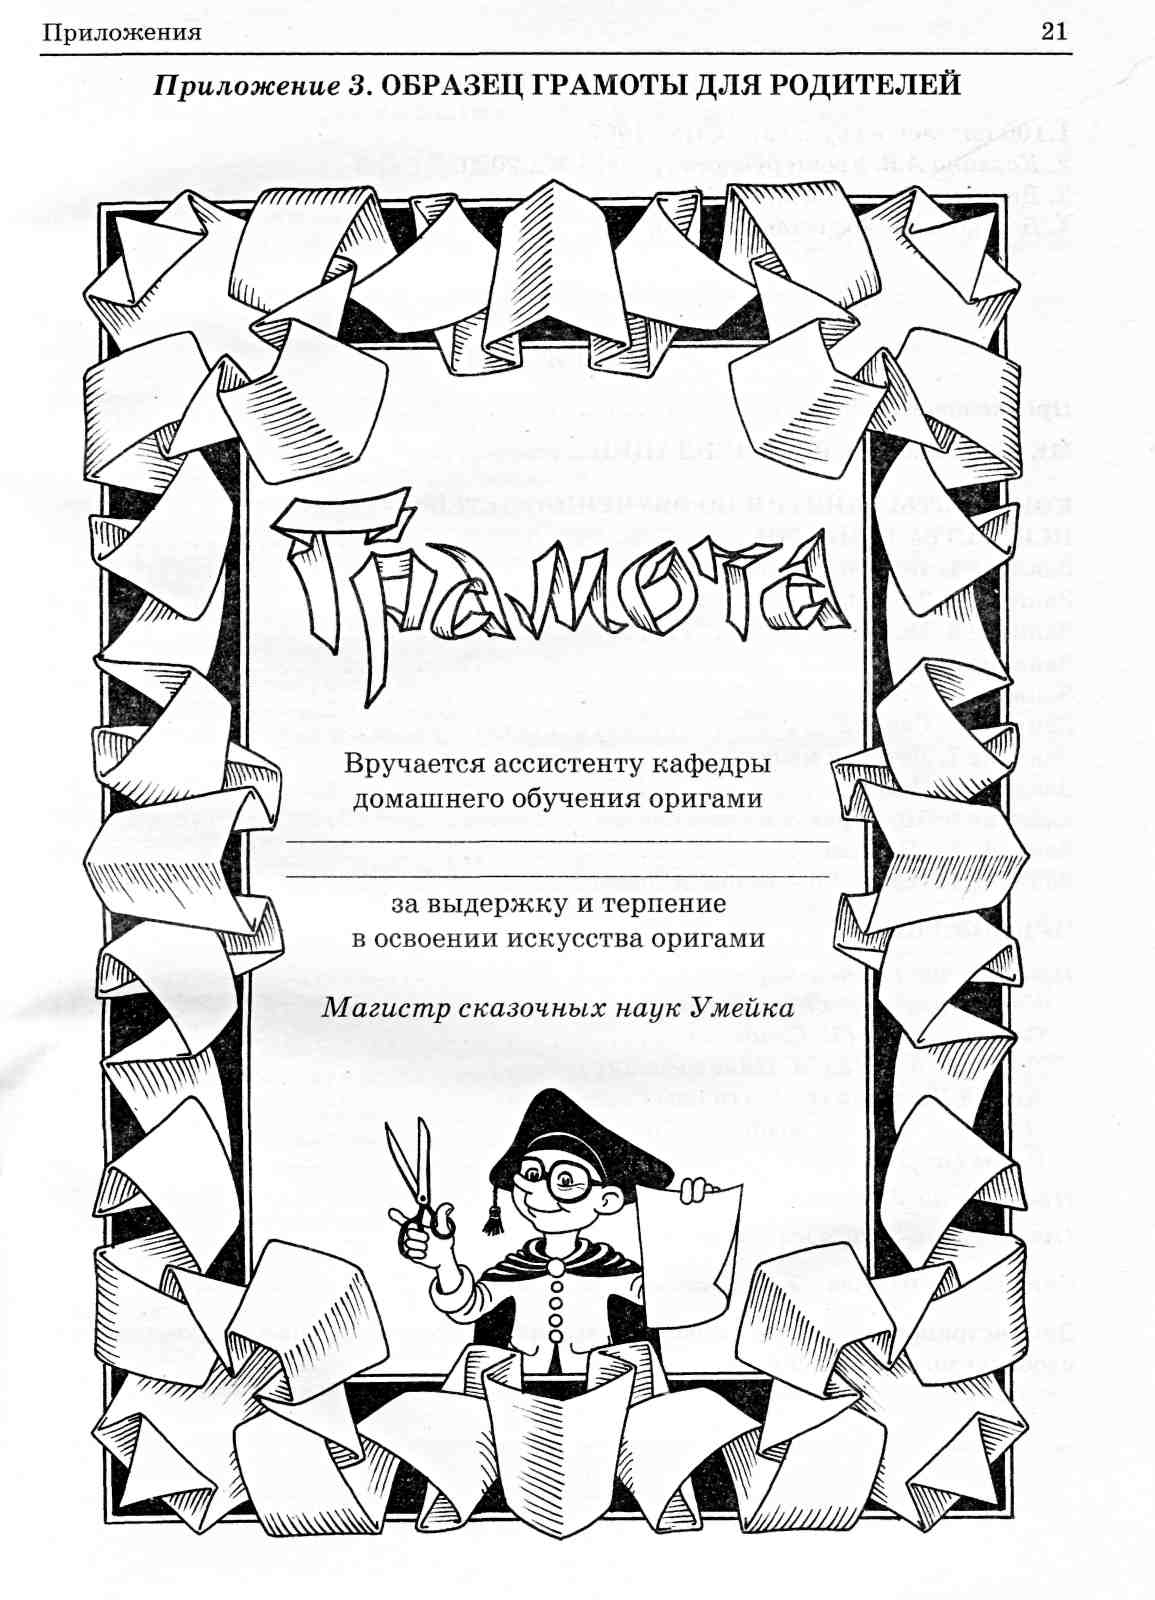 Приложения 21
Приложение 3. ОБРАЗЕЦ ГРАМОТЫ ДЛЯ РОДИТЕЛЕЙ
Грамота
Вручается ассистенту кафедры
домашнего обучения оригами
за выдержку и терпение
в освоении искусства оригами
Магистр сказочных наук Умейка